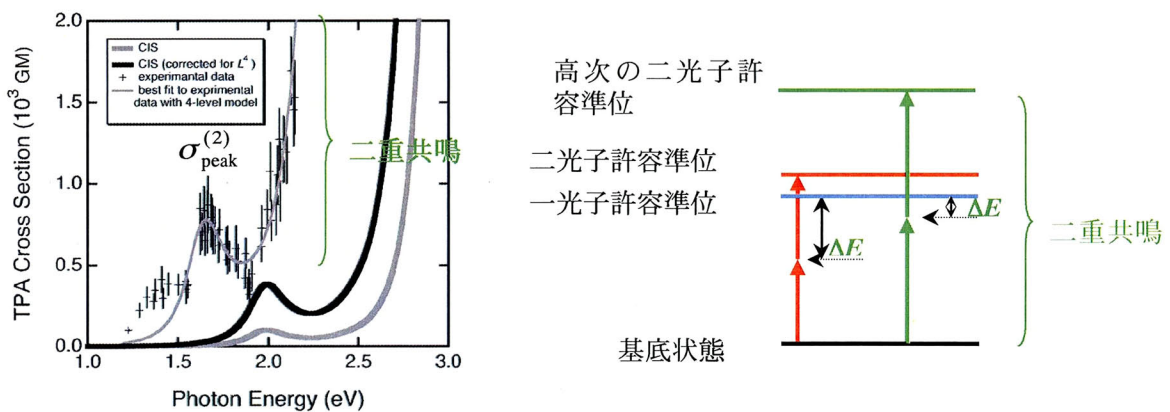 2.0
1.5
1.0
0.5
0.0
1.0
1.5
2.0
2.5
3.0
TPA Cross Section (10³ GM)
Photon Energy (eV)
CIS
CIS (corrected for L⁴ )
experimantal data
best fit to exprimental
data with 4-level model
σ(2)
peak
二重共鳴
高次の二光子許
容準位
二光子許容準位
一光子許容準位
ΔE
ΔE
二重共鳴
基底状態